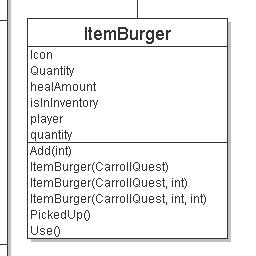 ItemBurger
Icon
Quantity
healAmount
isInInventory
player
quantity
Add(int)
ItemBurger(CarrollQuest)
ItemBurger(CarrollQuest, int)
ItemBurger(CarrollQuest, int, int)
PickedUp()
Use()